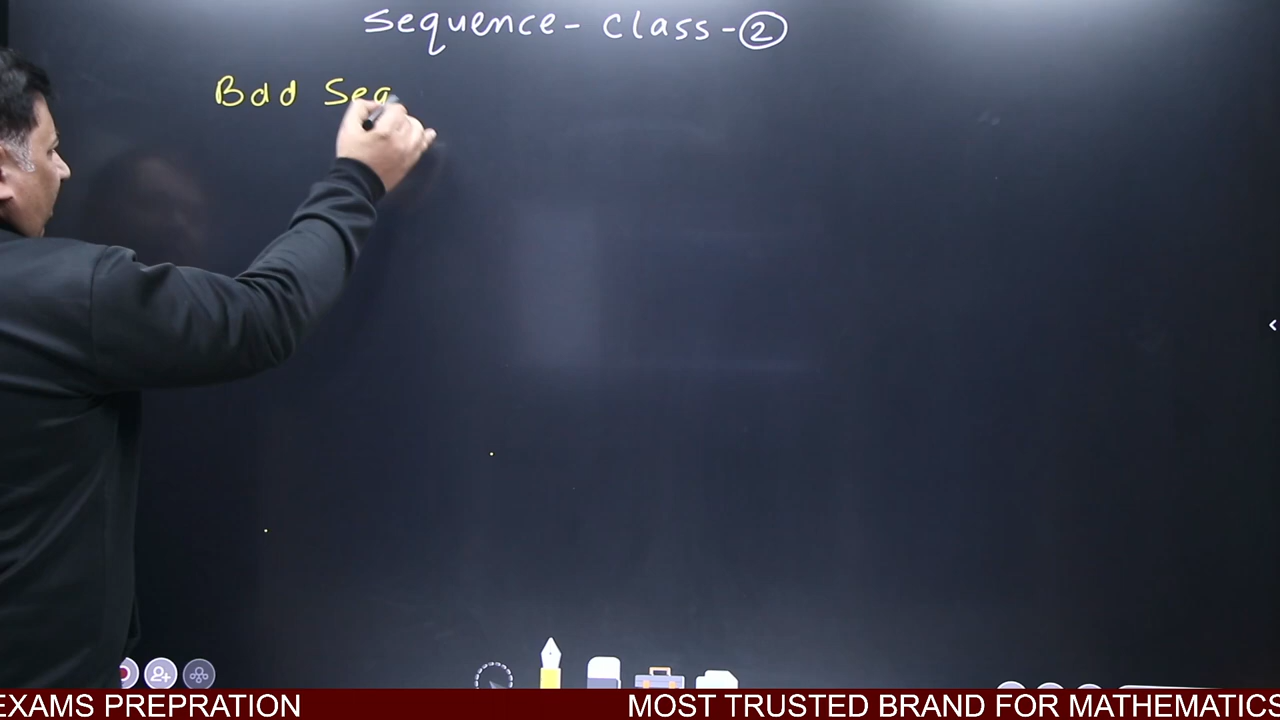 Sequence - Class - ②
Bdd Seq
EXAMS PREPRATION
MOST TRUSTED BRAND FOR MATHEMATICS